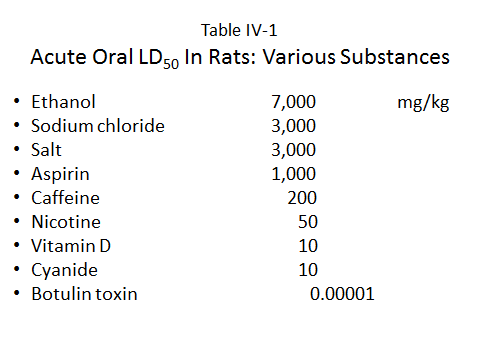 Table IV-1
Acute Oral LD50 In Rats: Various Substances
• Ethanol 7,000 mg/kg
• Sodium chloride 3,000
• Salt 3,000
• Aspirin 1,000
• Caffeine 200
• Nicotine 50
• Vitamin D 10
• Cyanide 10
• Botulin toxin 0.00001